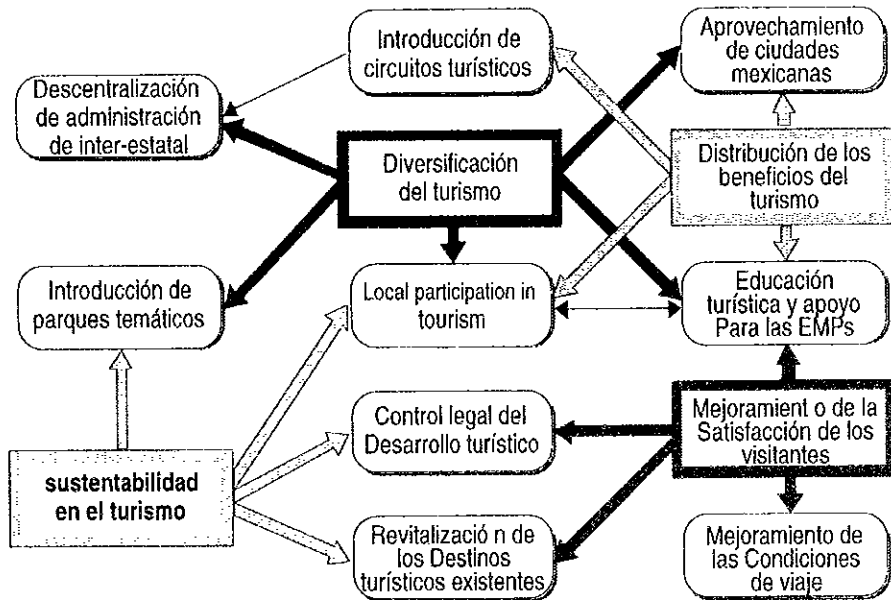 Introducción de
circuitos turísticos
Aprovechamiento
de ciudades
mexicanas
Descentralización
de administración
de inter-estatal
Diversificación
del turismo
Distribución de los
beneficios del
turismo
Introducción de
parques temáticos
Local participation in
tourism
Educación
turística y apoyo
Para las EMPs
Control legal del
Desarrollo turístico
Mejoramient o de la
Satisfacción de los
visitantes
sustentabilidad
en el turismo
Revitalizació n de
los Destinos
turísticos existentes
Mejoramiento de
las Condiciones
de viaje